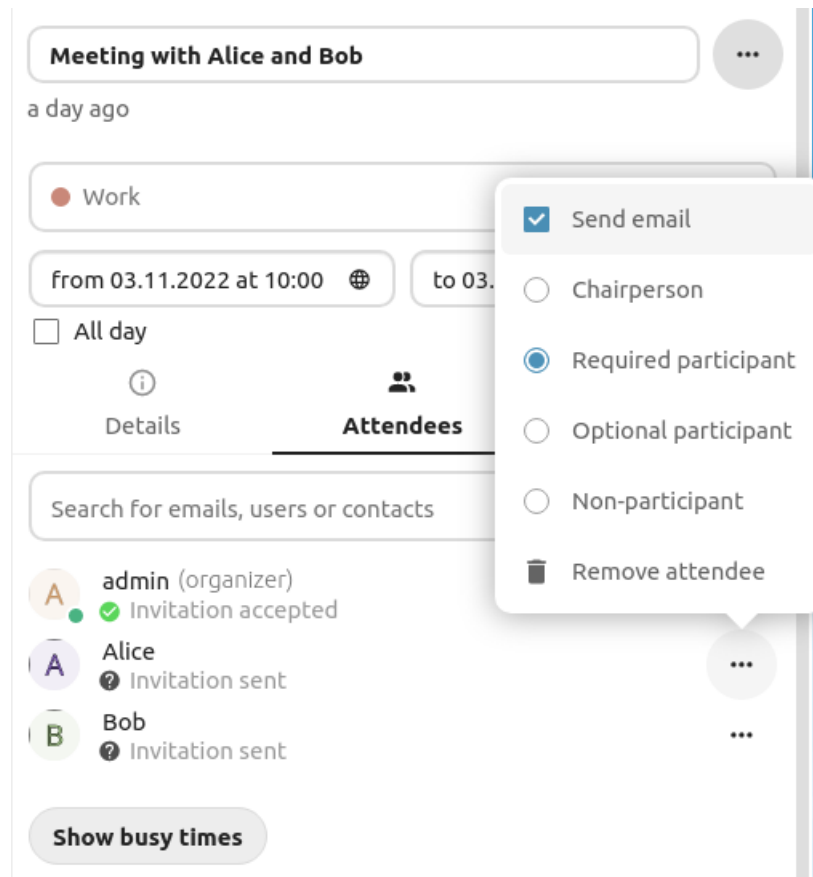 Meeting with Alice and Bob
a day ago
Work
from 03.11.2022 at 10:00
to 03.
All day
Details
Attendees
Send email
Chairperson
Required participant
Optional participant
Non-participant
Remove attendee
Search for emails, users or contacts
A
admin (organizer)
Invitation accepted
A
Alice
Invitation sent
B
Bob
Invitation sent
Show busy times